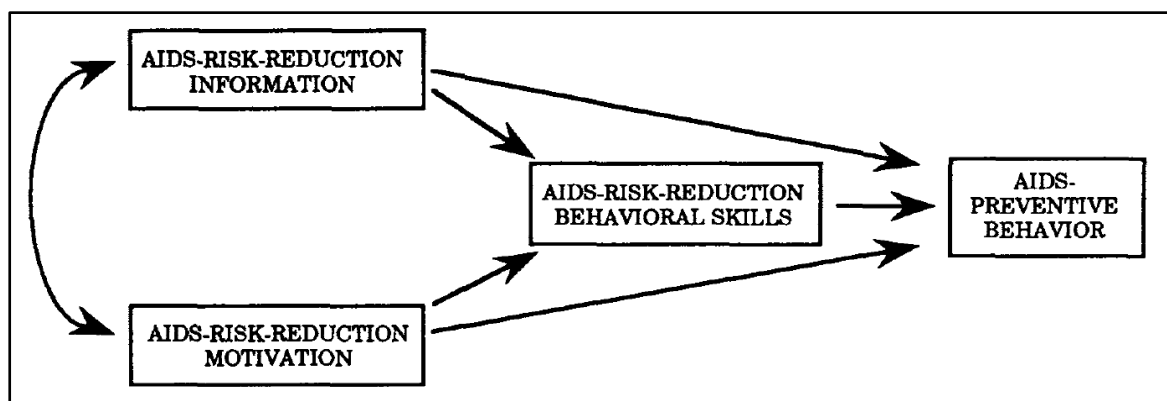 AIDS-RISK-REDUCTION
INFORMATION
AIDS-RISK-REDUCTION
BEHAVIORAL SKILLS
AIDS-
PREVENTIVE
BEHAVIOR
AIDS-RISK-REDUCTION
MOTIVATION